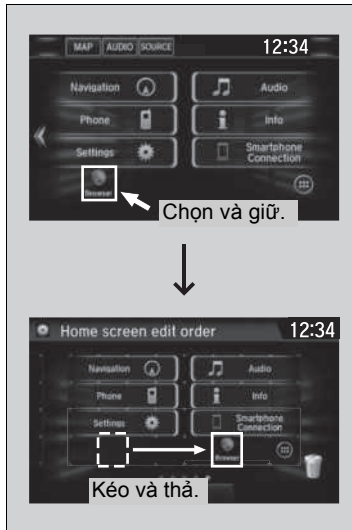 MAP AUDIO SOURCE 12:34
Navigation Audio
Phone Info
Settings Smartphone Connection
Browser
Chọn và giữ.
Home screen edit order 12:34
Navigation Audio
Phone Info
Settings Smartphone Connection
Browser
Kéo và thả.